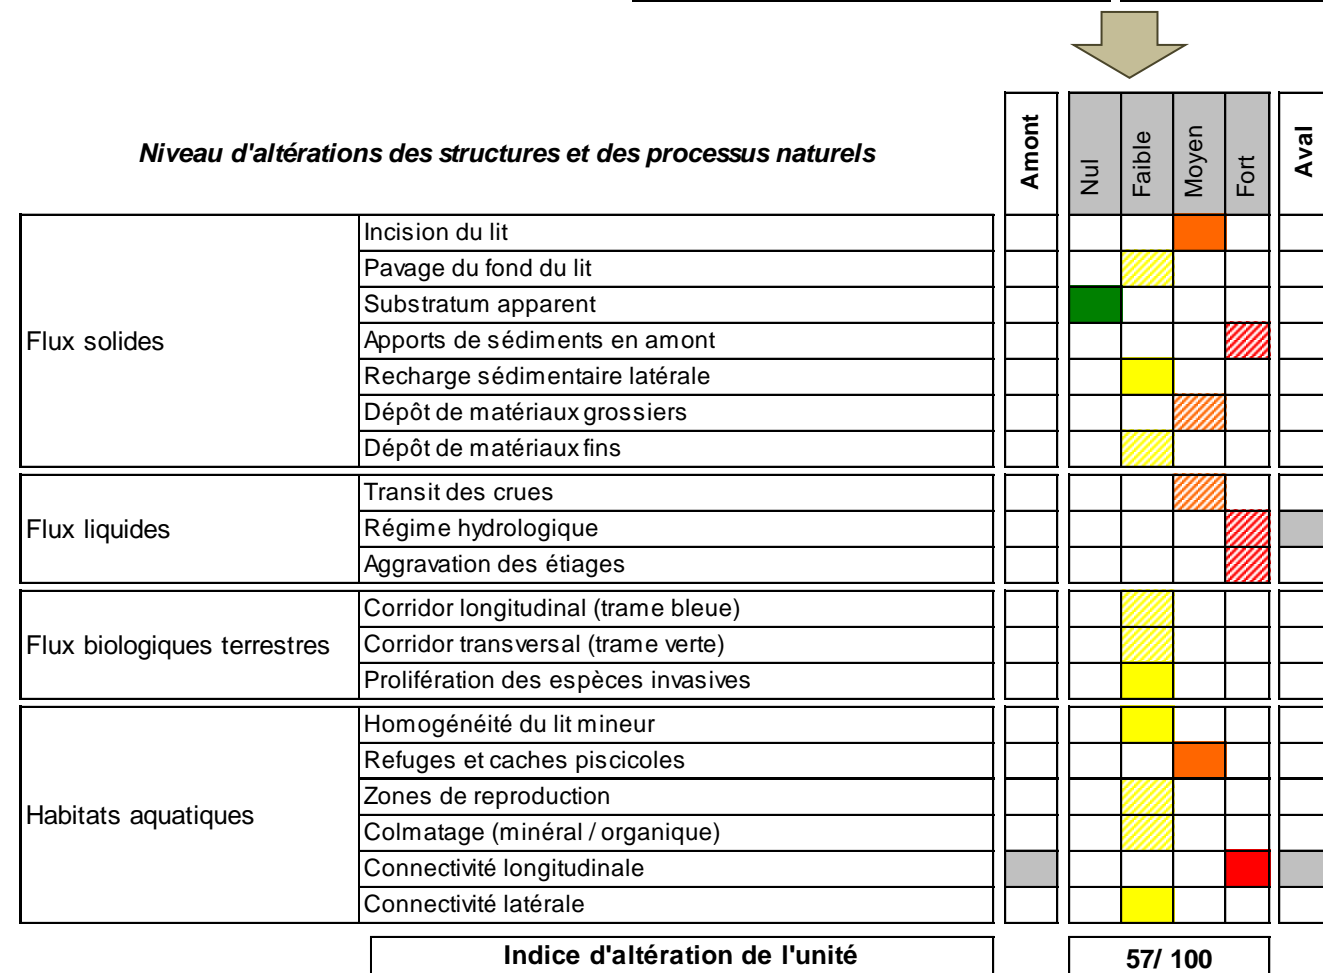 Niveau d'altérations des structures et des processus naturels
Amont
Nul
Faible
Moyen
Fort
Aval
Flux solides
Incision du lit
Pavage du fond du lit
Substratum apparent
Apports de sédiments en amont
Recharge sédimentaire latérale
Dépôt de matériaux grossiers
Dépôt de matériaux fins
Flux liquides
Transit des crues
Régime hydrologique
Aggravation des étiages
Flux biologiques terrestres
Corridor longitudinal (trame bleue)
Corridor transversal (trame verte)
Prolifération des espèces invasives
Habitats aquatiques
Homogénéité du lit mineur
Refuges et caches piscicoles
Zones de reproduction
Colmatage (minéral / organique)
Connectivité longitudinale
Connectivité latérale
Indice d'altération de l'unité
57/ 100